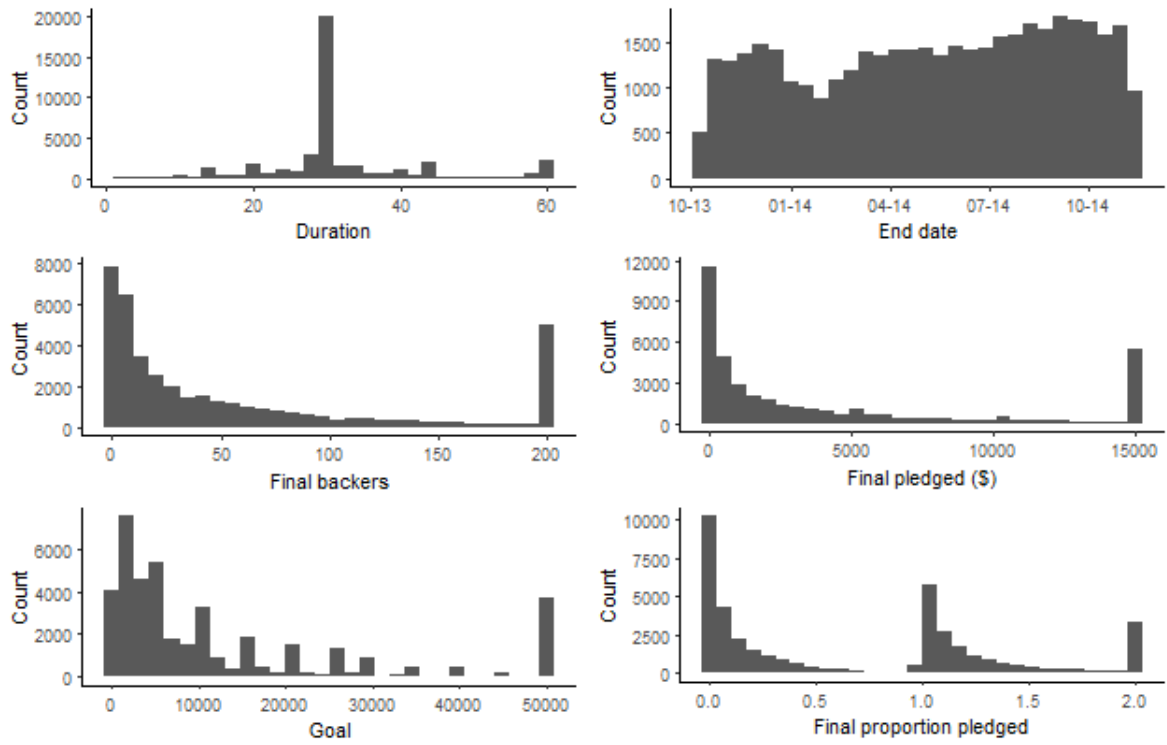 20000
15000
10000
5000
0
Count
0 20 40 60
Duration
1500
1000
500
0
Count
10-13 01-14 04-14 07-14 10-14
End date
8000
6000
4000
2000
0
Count
0 50 100 150 200
Final backers
12000
9000
6000
3000
0
Count
0 5000 10000 15000
Final pledged ($)
6000
4000
2000
0
Count
0 10000 20000 30000 40000 50000
Goal
10000
7500
5000
2500
0
Count
0.0 0.5 1.0 1.5 2.0
Final proportion pledged